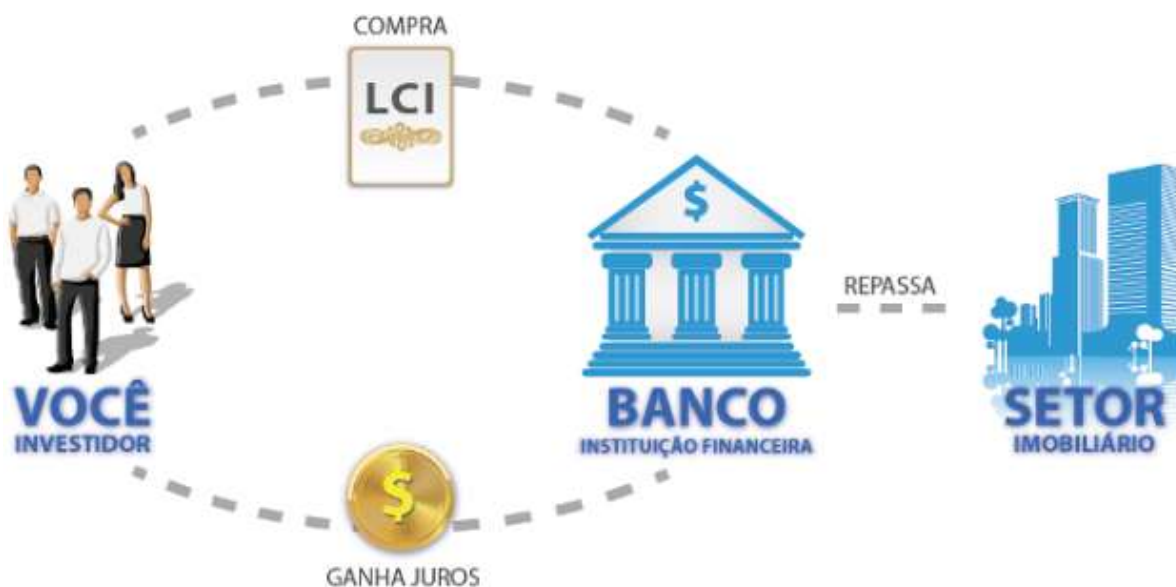 COMPRA
LCI
$
REPASSA
VOCÊ
INVESTIDOR
BANCO
INSTITUIÇÃO FINANCEIRA
SETOR
IMOBILIÁRIO
$
GANHA JUROS